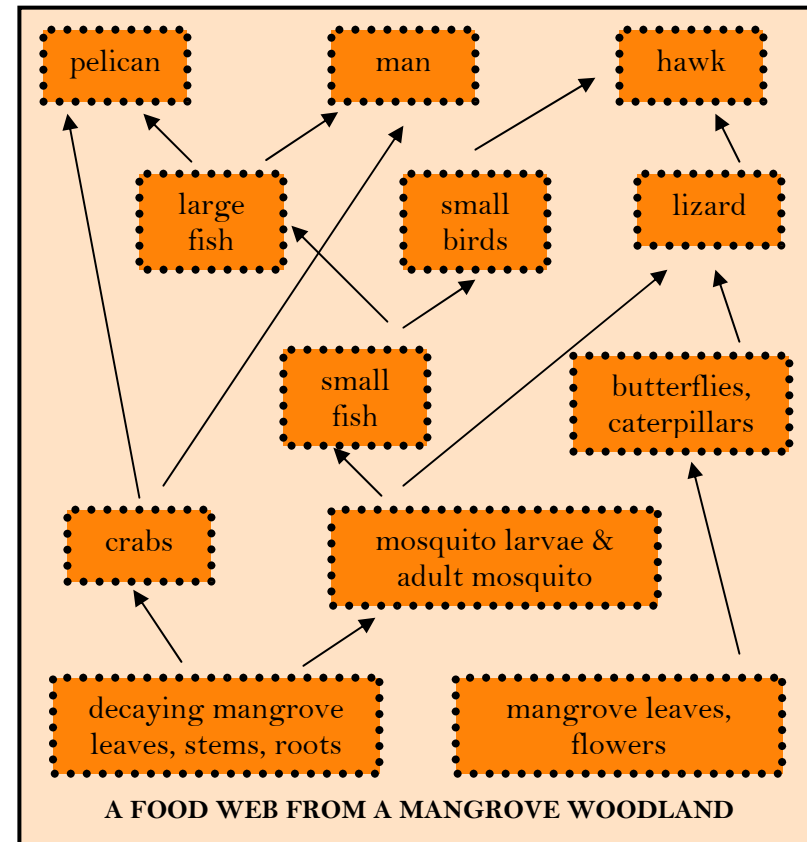 pelican
man
hawk
large
fish
small
birds
lizard
small
fish
butterflies,
caterpillars
crabs
mosquito larvae &
adult mosquito
decaying mangrove
leaves, stems, roots
mangrove leaves,
flowers
A FOOD WEB FROM A MANGROVE WOODLAND